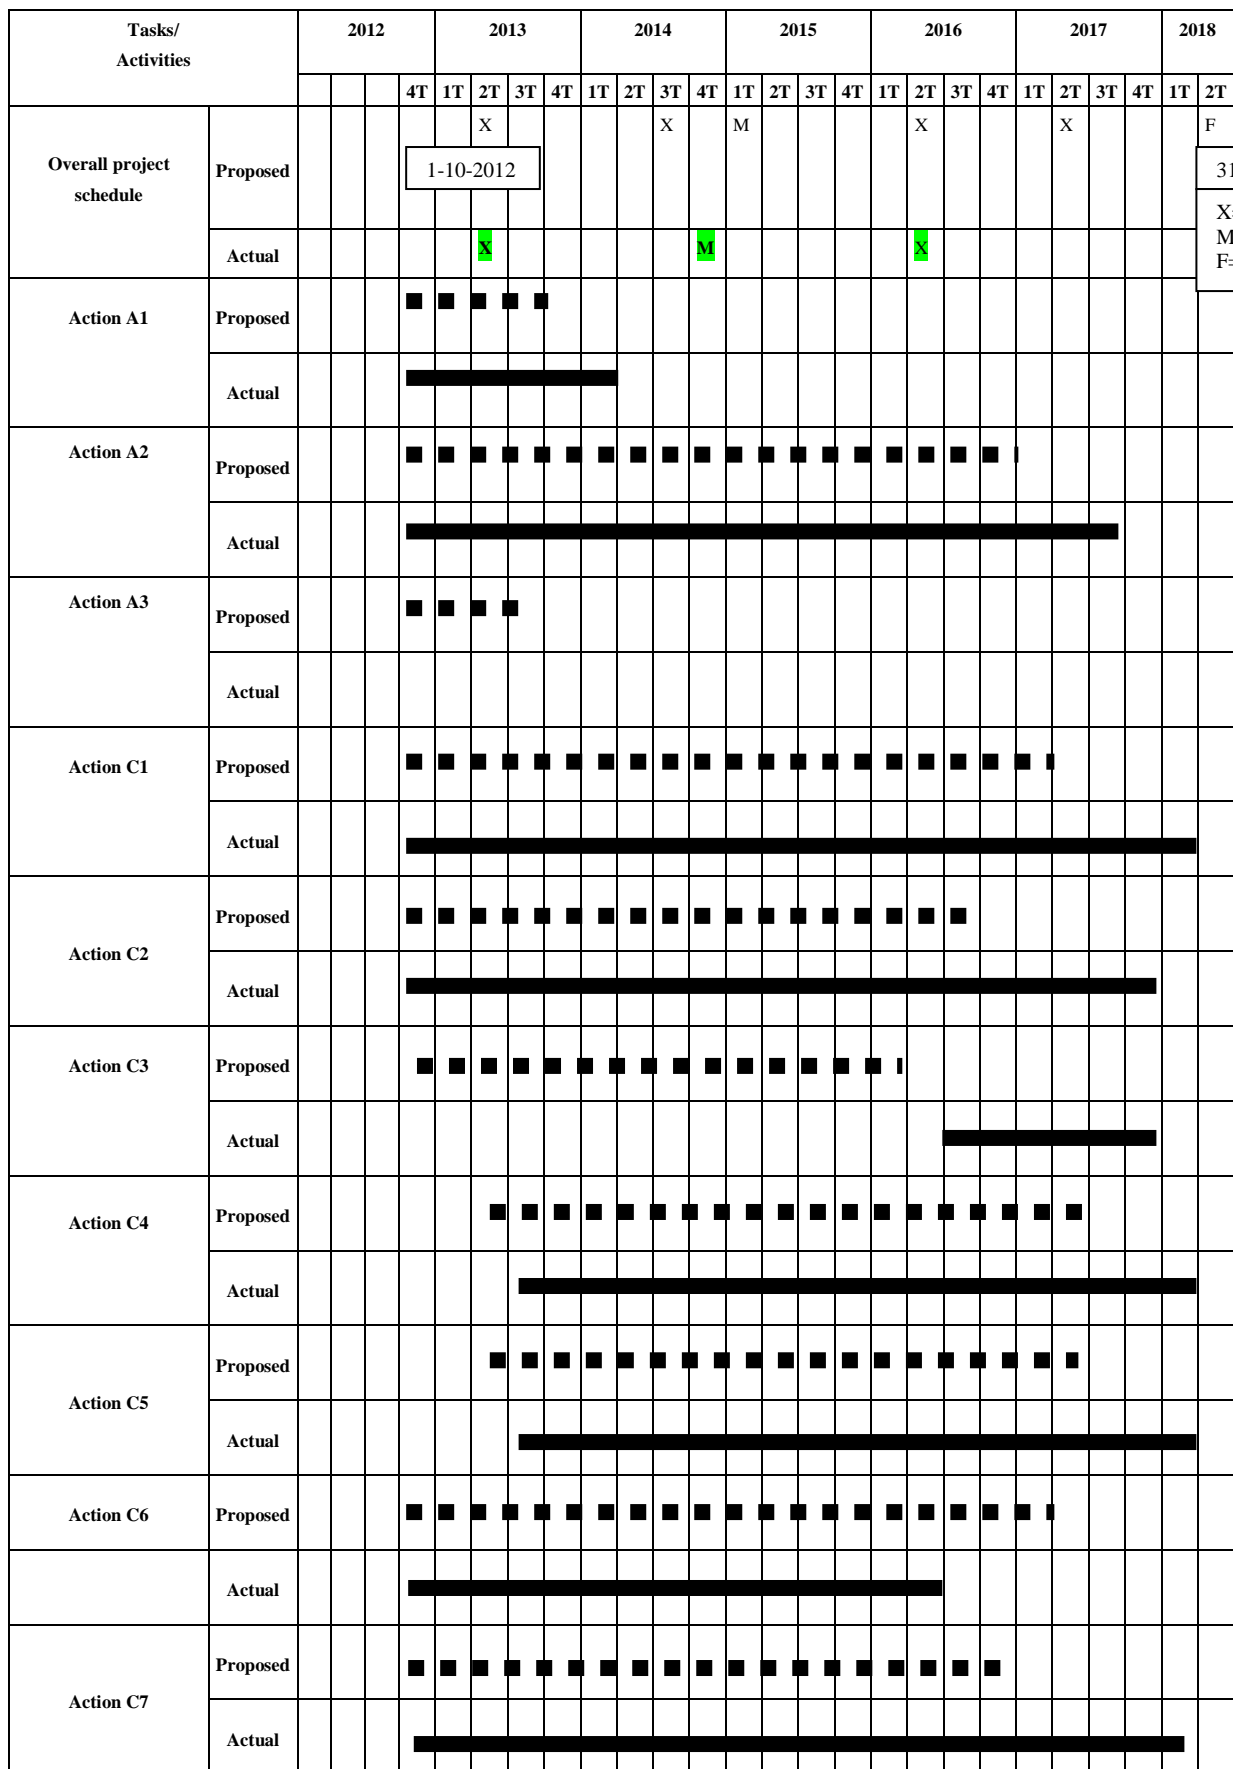 Tasks/
Activities
2012 2013 2014 2015 2016 2017 2018
4T 1T 2T 3T 4T 1T 2T 3T 4T 1T 2T 3T 4T 1T 2T 3T 4T 1T 2T 3T 4T 1T 2T
Overall project
schedule
Proposed
X X M X X F
1-10-2012
31
X=
M
F=
Actual
X M X
Action A1
Proposed
Actual
Action A2
Proposed
Actual
Action A3
Proposed
Actual
Action C1
Proposed
Actual
Action C2
Proposed
Actual
Action C3
Proposed
Actual
Action C4
Proposed
Actual
Action C5
Proposed
Actual
Action C6
Proposed
Actual
Action C7
Proposed
Actual